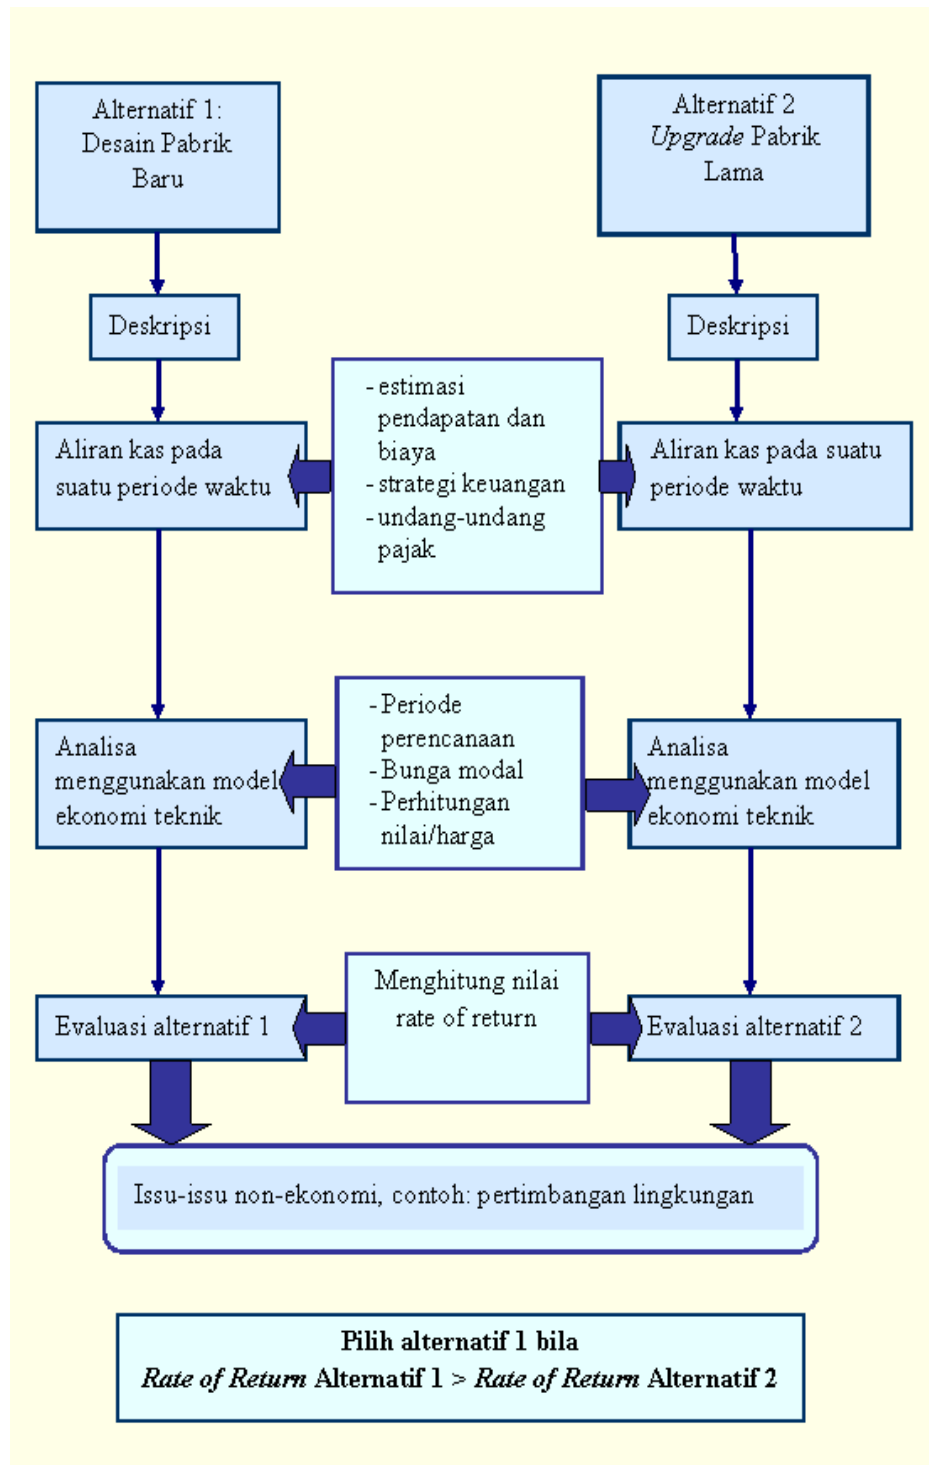 Alternatif 1:
Desain Pabrik
Baru
Alternatif 2
Upgrade Pabrik
Lama
Deskripsi
Deskripsi
- estimasi
pendapatan dan
biaya
- strategi keuangan
- undang-undang
pajak
Aliran kas pada
suatu periode waktu
Aliran kas pada suatu
periode waktu
- Periode
perencanaan
- Bunga modal
- Perhitungan
nilai/harga
Analisa
menggunakan model
ekonomi teknik
Analisa
menggunakan model
ekonomi teknik
Menghitung nilai
rate of return
Evaluasi alternatif 1
Evaluasi alternatif 2
Issu-issu non-ekonomi, contoh: pertimbangan lingkungan
Pilih alternatif 1 bila
Rate of Return Alternatif 1 > Rate of Return Alternatif 2